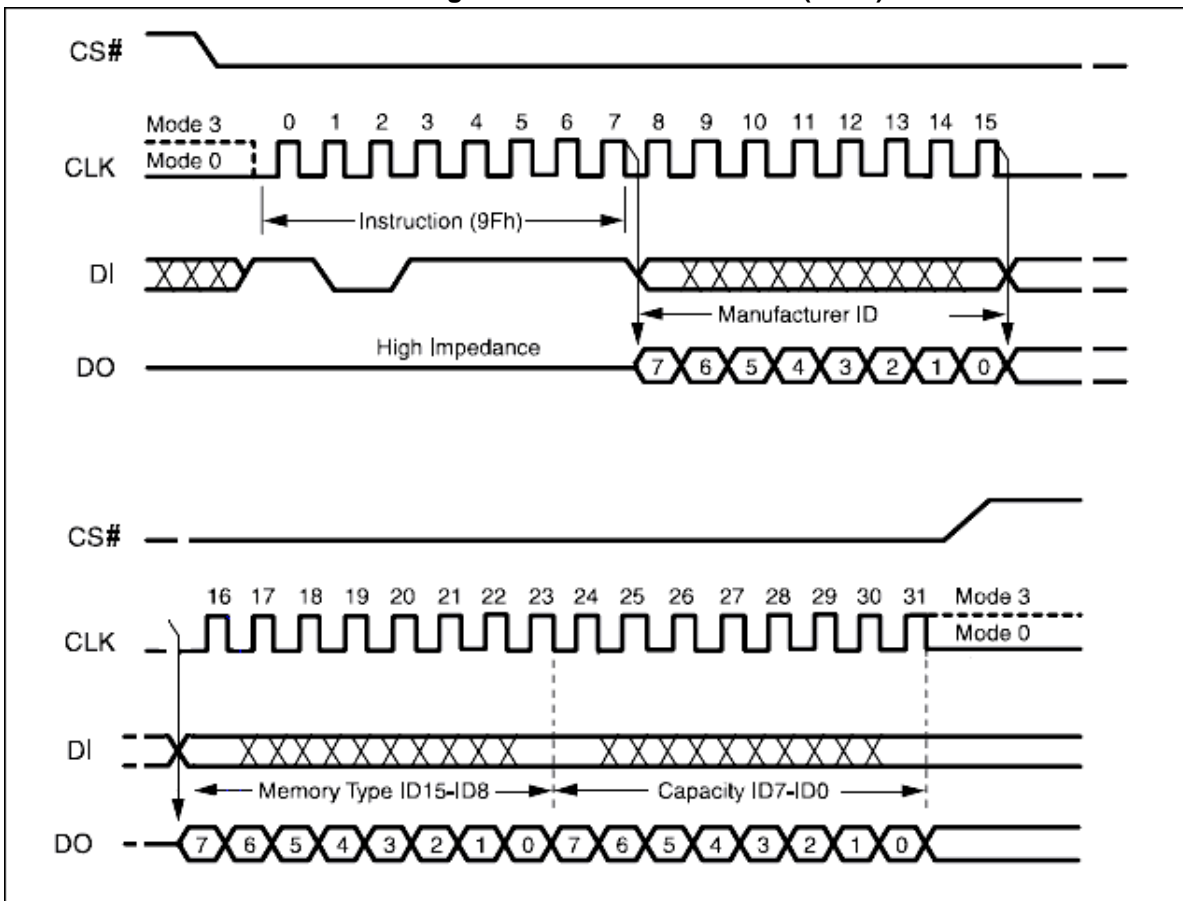 CS#
Mode 3 0 1 2 3 4 5 6 7 8 9 10 11 12 13 14 15
CLK Mode 0
Instruction (9Fh)
DI
Manufacturer ID
High Impedance
DO 7 6 5 4 3 2 1 0
CS#
16 17 18 19 20 21 22 23 24 25 26 27 28 29 30 31 Mode 3
CLK Mode 0
DI
Memory Type ID15-ID8 Capacity ID7-ID0
DO 7 6 5 4 3 2 1 0 7 6 5 4 3 2 1 0